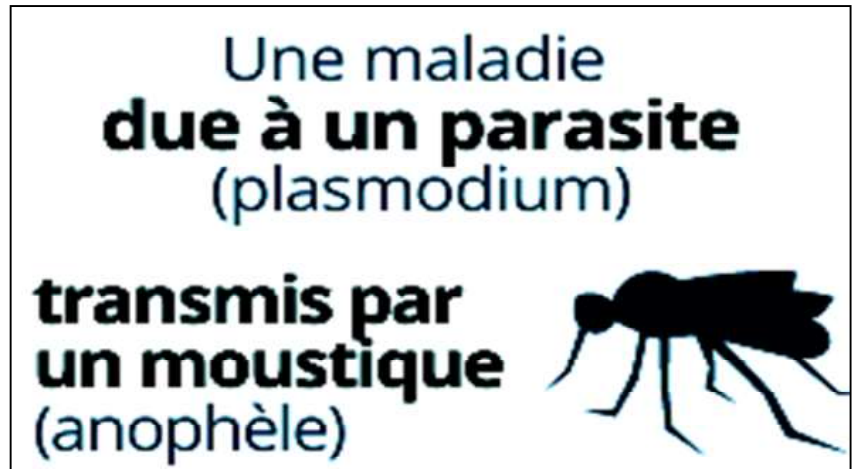 Une maladie
due à un parasite
(plasmodium)
transmis par
un moustique
(anophèle)